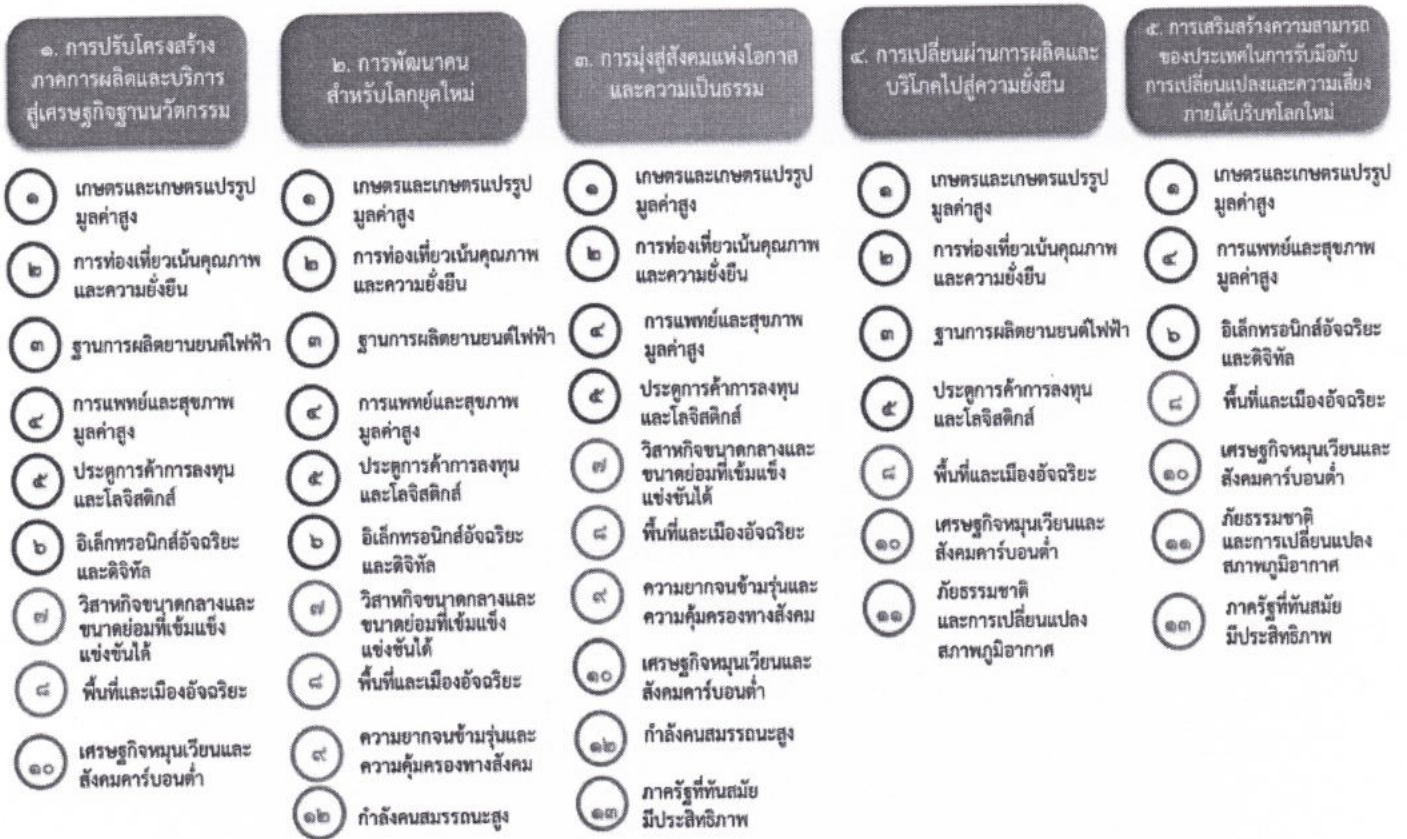 ๑. การปรับโครงสร้าง
ภาคการผลิตและบริการ
สู่เศรษฐกิจฐานนวัตกรรม
๑
เกษตรและเกษตรแปรรูป
มูลค่าสูง
๒
การท่องเที่ยวเน้นคุณภาพ
และความยั่งยืน
๓
ฐานการผลิตยานยนต์ไฟฟ้า
๔
การแพทย์และสุขภาพ
มูลค่าสูง
๕
ประตูการค้าการลงทุน
และโลจิสติกส์
๖
อิเล็กทรอนิกส์อัจฉริยะ
และดิจิทัล
๗
วิสาหกิจขนาดกลางและ
ขนาดย่อมที่เข้มแข็ง
แข่งขันได้
๘
พื้นที่และเมืองอัจฉริยะ
๑๐
เศรษฐกิจหมุนเวียนและ
สังคมคาร์บอนต่ำ
๒. การพัฒนาคน
สำหรับโลกยุคใหม่
๑
เกษตรและเกษตรแปรรูป
มูลค่าสูง
๒
การท่องเที่ยวเน้นคุณภาพ
และความยั่งยืน
๓
ฐานการผลิตยานยนต์ไฟฟ้า
๔
การแพทย์และสุขภาพ
มูลค่าสูง
๕
ประตูการค้าการลงทุน
และโลจิสติกส์
๖
อิเล็กทรอนิกส์อัจฉริยะ
และดิจิทัล
๗
วิสาหกิจขนาดกลางและ
ขนาดย่อมที่เข้มแข็ง
แข่งขันได้
๘
พื้นที่และเมืองอัจฉริยะ
๙
ความยากจนข้ามรุ่นและ
ความคุ้มครองทางสังคม
๑๒
กำลังคนสมรรถนะสูง
๓. การมุ่งสู่สังคมแห่งโอกาส
และความเป็นธรรม
๑
เกษตรและเกษตรแปรรูป
มูลค่าสูง
๒
การท่องเที่ยวเน้นคุณภาพ
และความยั่งยืน
๔
การแพทย์และสุขภาพ
มูลค่าสูง
๕
ประตูการค้าการลงทุน
และโลจิสติกส์
๗
วิสาหกิจขนาดกลางและ
ขนาดย่อมที่เข้มแข็ง
แข่งขันได้
๘
พื้นที่และเมืองอัจฉริยะ
๙
ความยากจนข้ามรุ่นและ
ความคุ้มครองทางสังคม
๑๐
เศรษฐกิจหมุนเวียนและ
สังคมคาร์บอนต่ำ
๑๒
กำลังคนสมรรถนะสูง
๑๓
ภาครัฐที่ทันสมัย
มีประสิทธิภาพ
๔. การเปลี่ยนผ่านการผลิตและ
บริโภคไปสู่ความยั่งยืน
๑
เกษตรและเกษตรแปรรูป
มูลค่าสูง
๒
การท่องเที่ยวเน้นคุณภาพ
และความยั่งยืน
๓
ฐานการผลิตยานยนต์ไฟฟ้า
๕
ประตูการค้าการลงทุน
และโลจิสติกส์
๘
พื้นที่และเมืองอัจฉริยะ
๑๐
เศรษฐกิจหมุนเวียนและ
สังคมคาร์บอนต่ำ
๑๑
ภัยธรรมชาติ
และการเปลี่ยนแปลง
สภาพภูมิอากาศ
๕. การเสริมสร้างความสามารถ
ของประเทศในการรับมือกับ
การเปลี่ยนแปลงและความเสี่ยง
ภายใต้บริบทโลกใหม่
๑
เกษตรและเกษตรแปรรูป
มูลค่าสูง
๔
การแพทย์และสุขภาพ
มูลค่าสูง
๖
อิเล็กทรอนิกส์อัจฉริยะ
และดิจิทัล
๘
พื้นที่และเมืองอัจฉริยะ
๑๐
เศรษฐกิจหมุนเวียนและ
สังคมคาร์บอนต่ำ
๑๑
ภัยธรรมชาติ
และการเปลี่ยนแปลง
สภาพภูมิอากาศ
๑๓
ภาครัฐที่ทันสมัย
มีประสิทธิภาพ